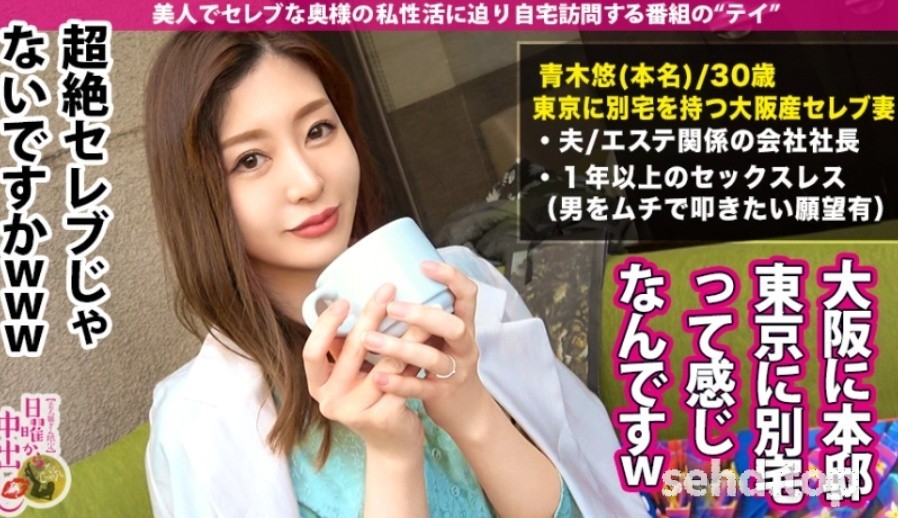 美人でセレブな奥様の私性活に迫り自宅訪問する番組の“テイ”
超絶セレブじゃ
ないですかwww
青木悠(本名)/30歳
東京に別宅を持つ大阪産セレブ妻
・夫/エステ関係の会社社長
・１年以上のセックスレス
（男をムチで叩きたい願望有）
大阪に本邸
東京に別宅
って感じ
なんですw
日曜か
中出